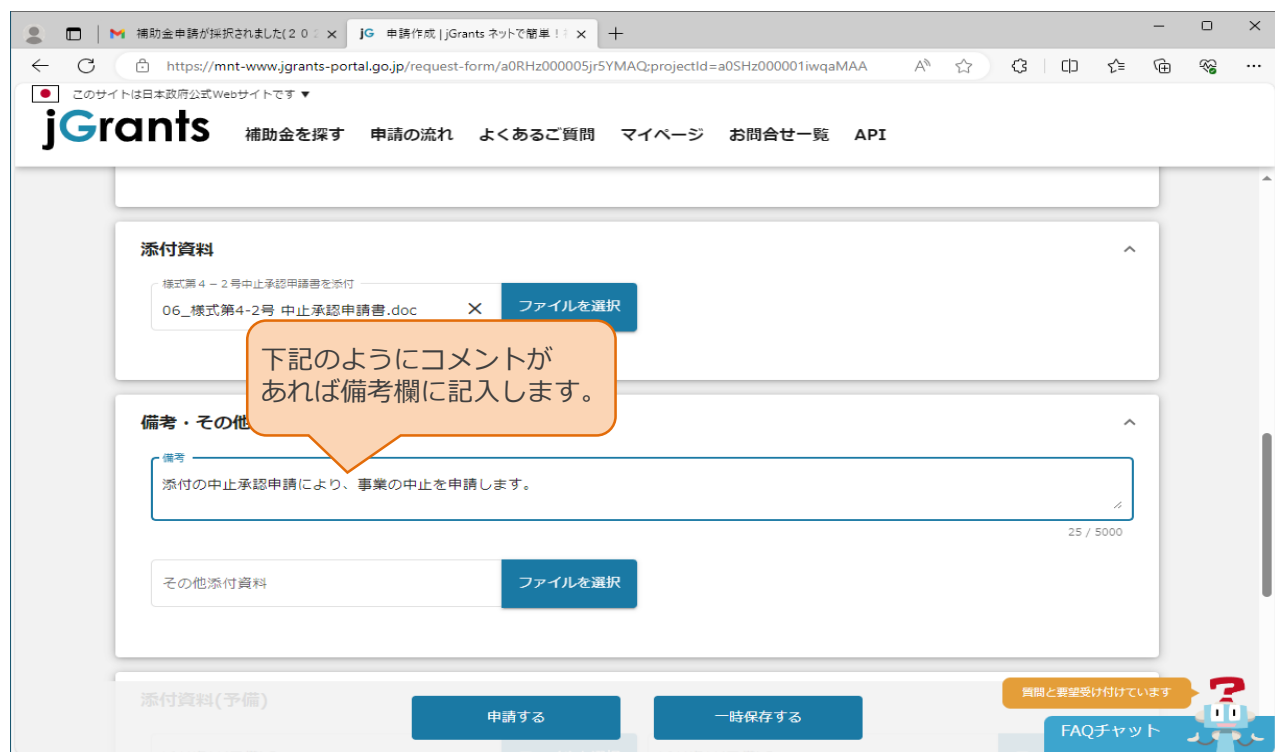 補助金申請が採択されました(２０２
jG 申請作成 | jGrants ネットで簡単！
https://mnt-www.jgrants-portal.go.jp/request-form/a0RHz000005jr5YMAQ;projectId=a0SHz000001iwqaMAA
このサイトは日本政府公式Webサイトです ▼
jGrants 補助金を探す 申請の流れ よくあるご質問 マイページ お問合せ一覧 API
添付資料
様式第４－２号中止承認申請書を添付
06_様式第4-2号 中止承認申請書.doc
ファイルを選択
下記のようにコメントが
あれば備考欄に記入します。
備考・その他
備考
添付の中止承認申請により、事業の中止を申請します。
25 / 5000
その他添付資料
ファイルを選択
添付資料(予備)
申請する
一時保存する
質問と要望受け付けています
FAQチャット